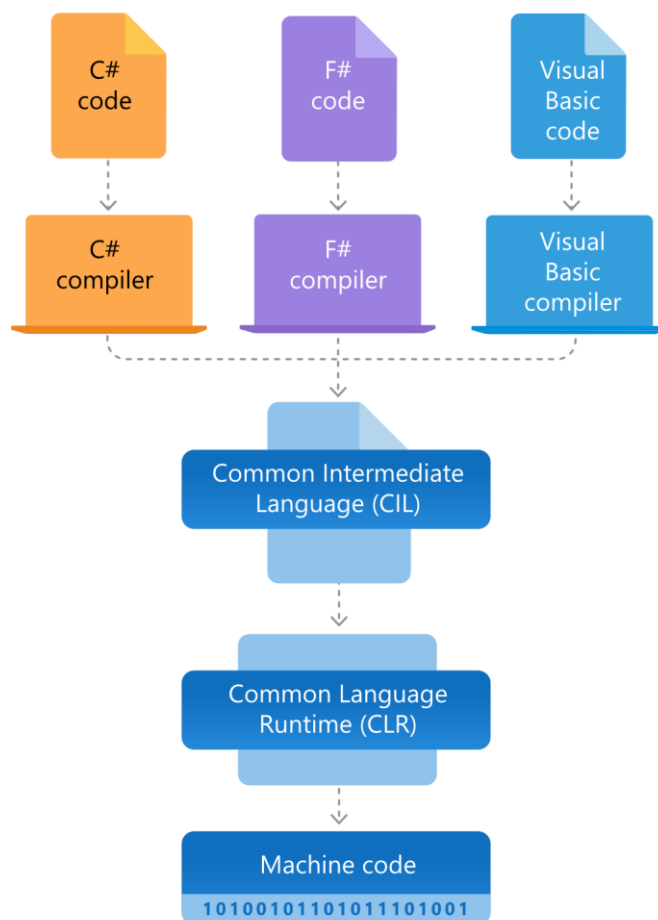 C#
code
F#
code
Visual
Basic
code
C#
compiler
F#
compiler
Visual
Basic
compiler
Common Intermediate
Language (CIL)
Common Language
Runtime (CLR)
Machine code
1010010110101110101001